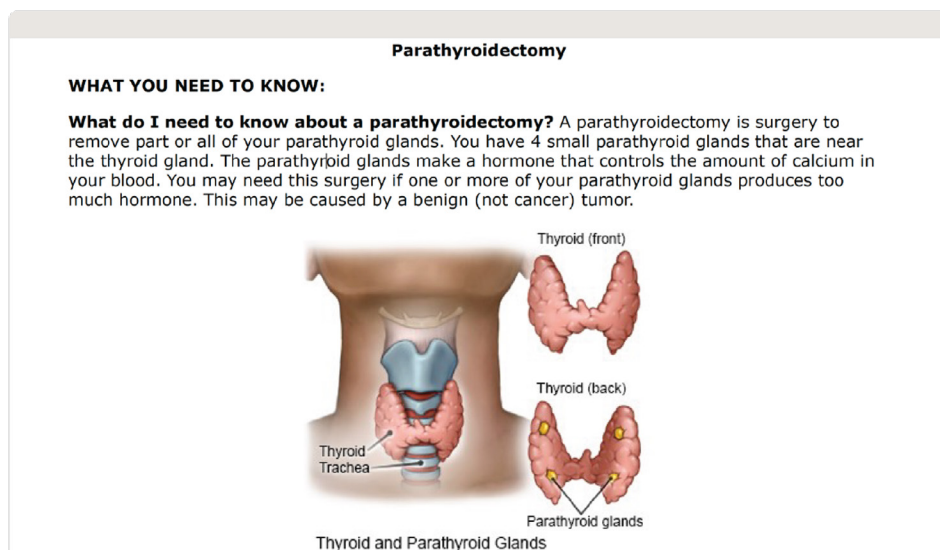 Parathyroidectomy
WHAT YOU NEED TO KNOW:
What do I need to know about a parathyroidectomy? A parathyroidectomy is surgery to
remove part or all of your parathyroid glands. You have 4 small parathyroid glands that are near
the thyroid gland. The parathyroid glands make a hormone that controls the amount of calcium in
your blood. You may need this surgery if one or more of your parathyroid glands produces too
much hormone. This may be caused by a benign (not cancer) tumor.
Thyroid (front)
Thyroid (back)
Thyroid
Trachea
Parathyroid glands
Thyroid and Parathyroid Glands